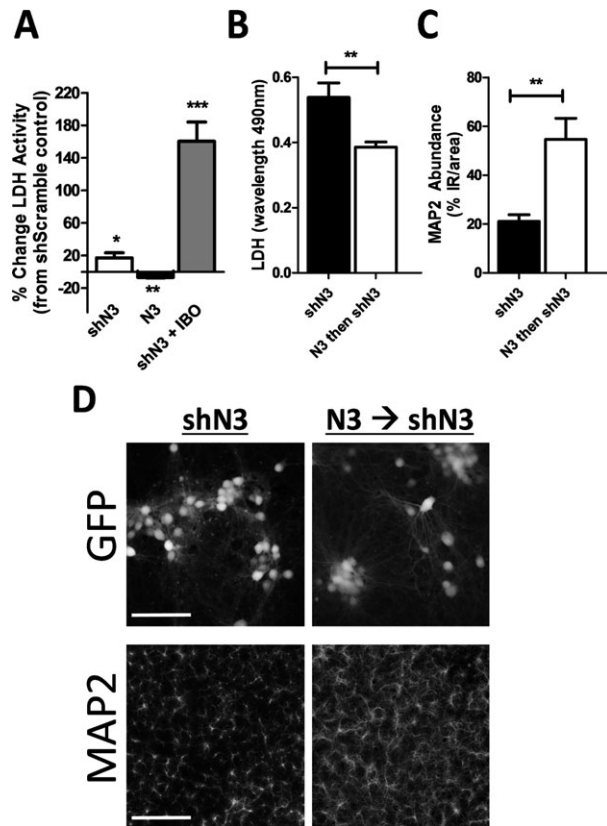 A
% Change LDH Activity
(from shScramble control)
220
180
140
100
60
20
-20
*
**
***
shN3
N3
shN3 + IBO
B
LDH (wavelength 490nm)
0.6
0.4
0.2
0.0
**
shN3
N3 then shN3
C
MAP2 Abundance
(% IR/area)
80
60
40
20
0
**
shN3
N3 then shN3
D
shN3
N3 → shN3
GFP
MAP2